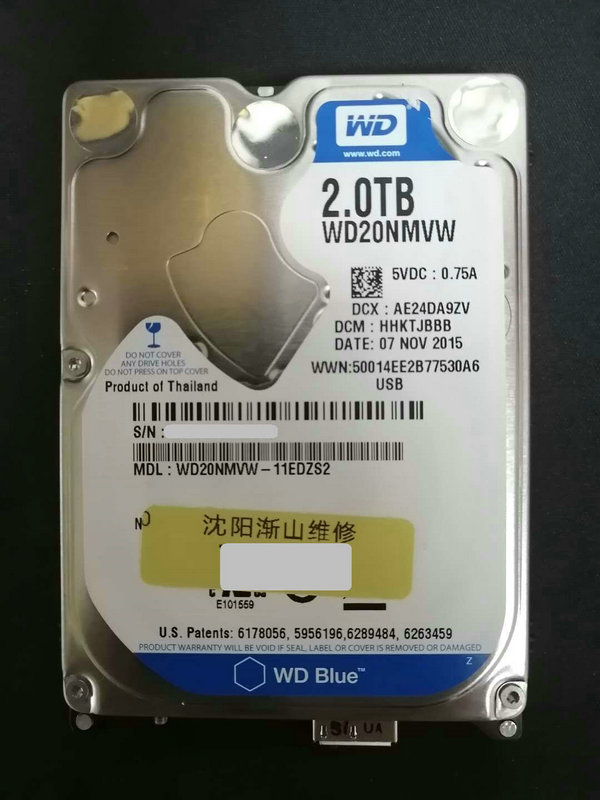 WD
www.wd.com
2.0TB
WD20NMVW
5VDC : 0.75A
DCX : AE24DA9ZV
DCM : HHKTJBBB
DATE: 07 NOV 2015
WWN:50014EE2B77530A6
USB
DO NOT COVER
ANY DRIVE HOLES
DO NOT PRESS ON TOP COVER
Product of Thailand
S/N :
MDL : WD20NMVW-11EDZS2
沈阳渐山维修
E101559
U.S. Patents: 6178056, 5956196,6289484, 6263459
PRODUCT WARRANTY WILL BE VOID IF SEAL, LABEL OR COVER IS REMOVED OR DAMAGED
Z
WD Blue™